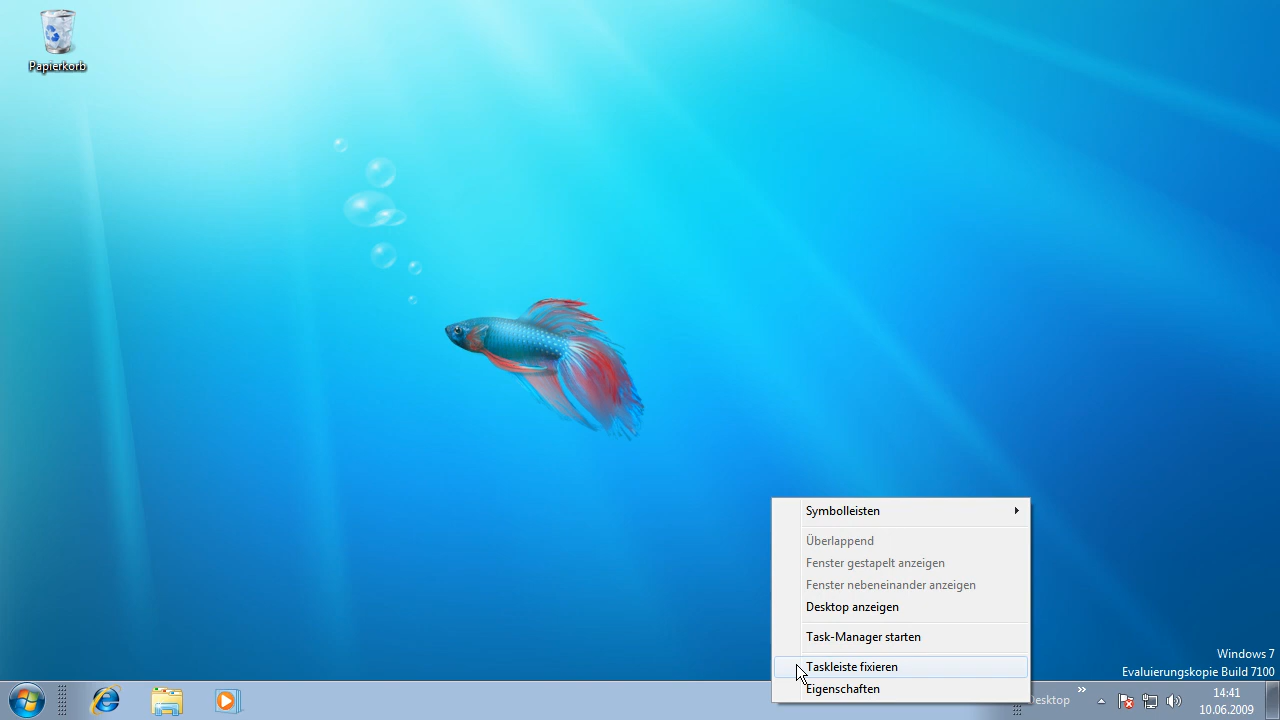 Papierkorb
Symbolleisten
Überlappend
Fenster gestapelt anzeigen
Fenster nebeneinander anzeigen
Desktop anzeigen
Task-Manager starten
Taskleiste fixieren
Eigenschaften
Windows 7
Evaluierungskopie Build 7100
Desktop
14:41
10.06.2009